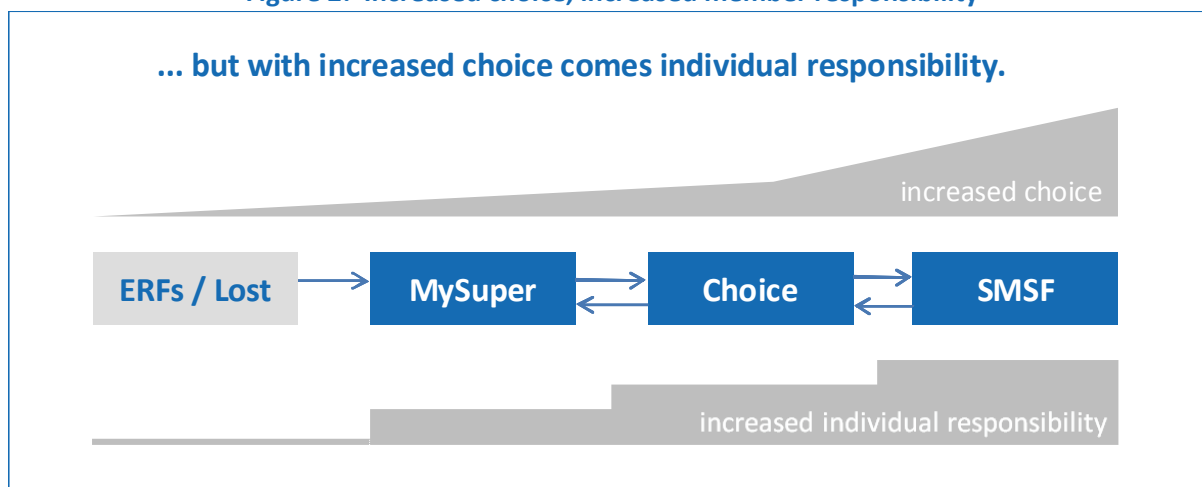 ... but with increased choice comes individual responsibility.
increased choice
ERFs / Lost
MySuper
Choice
SMSF
increased individual responsibility